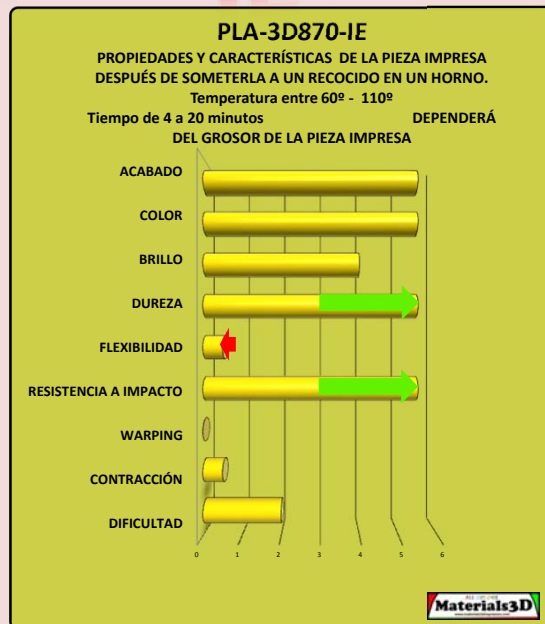 PLA-3D870-IE
PROPIEDADES Y CARACTERÍSTICAS DE LA PIEZA IMPRESA
DESPUÉS DE SOMETERLA A UN RECOCIDO EN UN HORNO.
Temperatura entre 60º - 110º
Tiempo de 4 a 20 minutos DEPENDERÁ
DEL GROSOR DE LA PIEZA IMPRESA
ACABADO
COLOR
BRILLO
DUREZA
FLEXIBILIDAD
RESISTENCIA A IMPACTO
WARPING
CONTRACCIÓN
DIFICULTAD
0 1 2 3 4 5 6
Materials3D